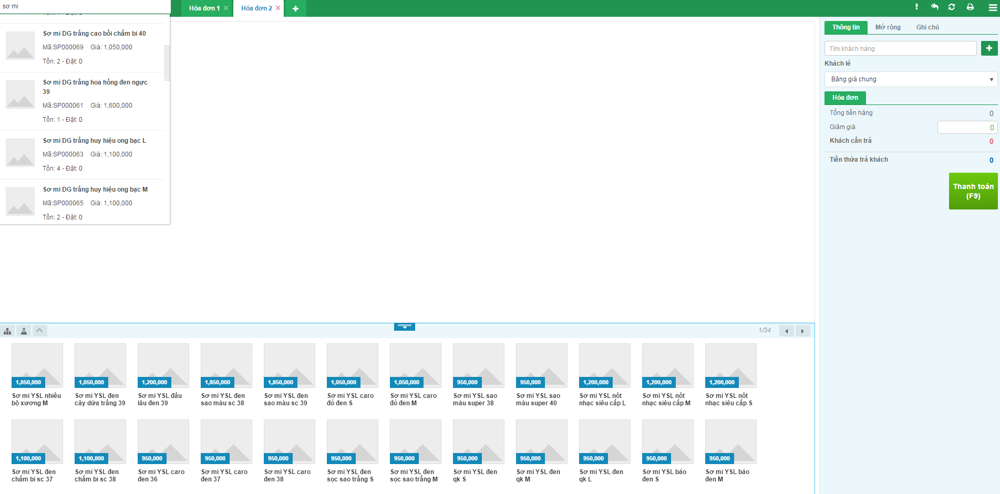 sơ mi
Hóa đơn 1
Hóa đơn 2
Sơ mi DG trắng cao bồi chấm bi 40
Mã:SP000069 Giá: 1,050,000
Tồn: 2 - Đặt: 0
Sơ mi DG trắng hoa hồng đen ngực
39
Mã:SP000061 Giá: 1,600,000
Tồn: 1 - Đặt: 0
Sơ mi DG trắng huy hiệu ong bạc L
Mã:SP000063 Giá: 1,100,000
Tồn: 4 - Đặt: 0
Sơ mi DG trắng huy hiệu ong bạc M
Mã:SP000065 Giá: 1,100,000
Tồn: 2 - Đặt: 0
Thông tin Mở rộng Ghi chú
Tìm khách hàng
Khách lẻ
Bảng giá chung
Hóa đơn
Tổng tiền hàng 0
Giảm giá 0
Khách cần trả 0
Tiền thừa trả khách 0
Thanh toán
(F9)
1/34
1,050,000
Sơ mi YSL nhiều
bộ xương M
1,050,000
Sơ mi YSL đen
cây dừa trắng 39
1,200,000
Sơ mi YSL đầu
lâu đen 39
1,850,000
Sơ mi YSL đen
sao màu sc 38
1,850,000
Sơ mi YSL đen
sao màu sc 39
1,050,000
Sơ mi YSL caro
đỏ đen S
1,050,000
Sơ mi YSL caro
đỏ đen M
950,000
Sơ mi YSL sao
màu super 38
950,000
Sơ mi YSL sao
màu super 40
1,200,000
Sơ mi YSL nốt
nhạc siêu cấp L
1,200,000
Sơ mi YSL nốt
nhạc siêu cấp M
1,200,000
Sơ mi YSL nốt
nhạc siêu cấp S
1,100,000
Sơ mi YSL đen
chấm bi sc 37
1,100,000
Sơ mi YSL đen
chấm bi sc 38
950,000
Sơ mi YSL caro
đen 36
950,000
Sơ mi YSL caro
đen 37
950,000
Sơ mi YSL caro
đen 38
950,000
Sơ mi YSL đen
sọc sao trắng S
950,000
Sơ mi YSL đen
sọc sao trắng M
950,000
Sơ mi YSL đen
qk S
950,000
Sơ mi YSL đen
qk M
950,000
Sơ mi YSL đen
qk L
950,000
Sơ mi YSL báo
đen S
950,000
Sơ mi YSL báo
đen M